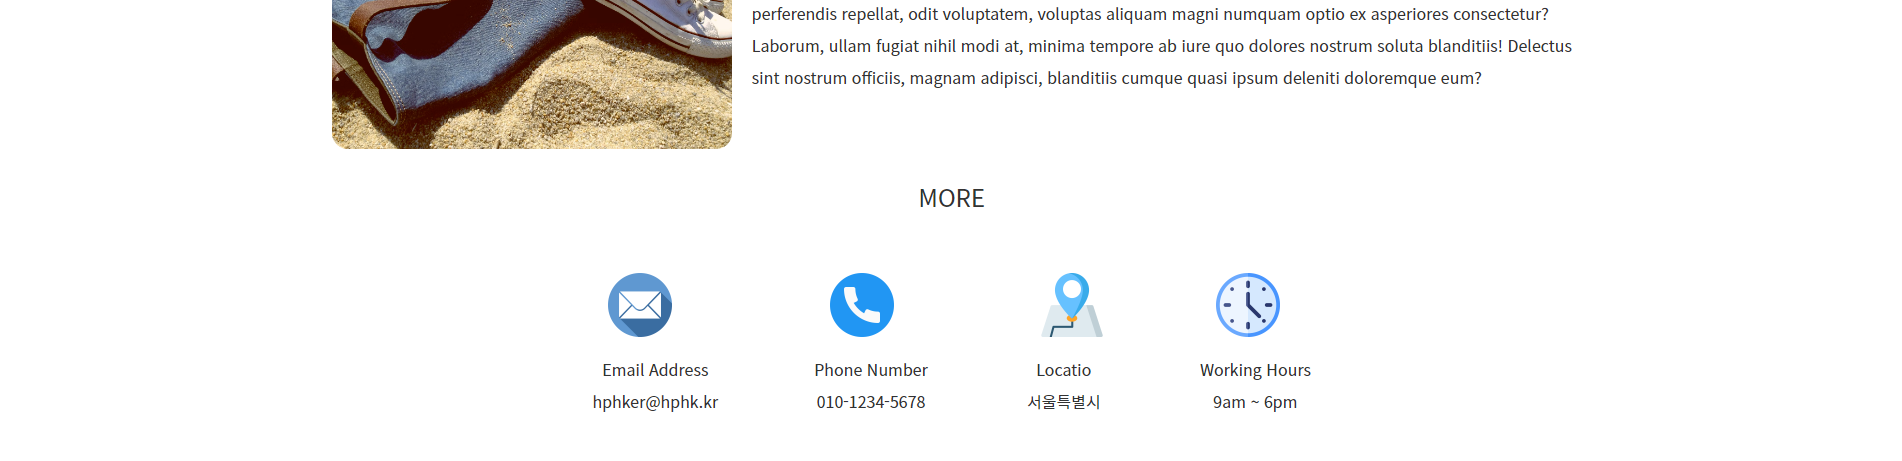 perferendis repellat, odit voluptatem, voluptas aliquam magni numquam optio ex asperiores consectetur?
Laborum, ullam fugiat nihil modi at, minima tempore ab iure quo dolores nostrum soluta blanditiis! Delectus
sint nostrum officiis, magnam adipisci, blanditiis cumque quasi ipsum deleniti doloremque eum?
MORE
Email Address
hphker@hphk.kr
Phone Number
010-1234-5678
Locatio
서울특별시
Working Hours
9am ~ 6pm